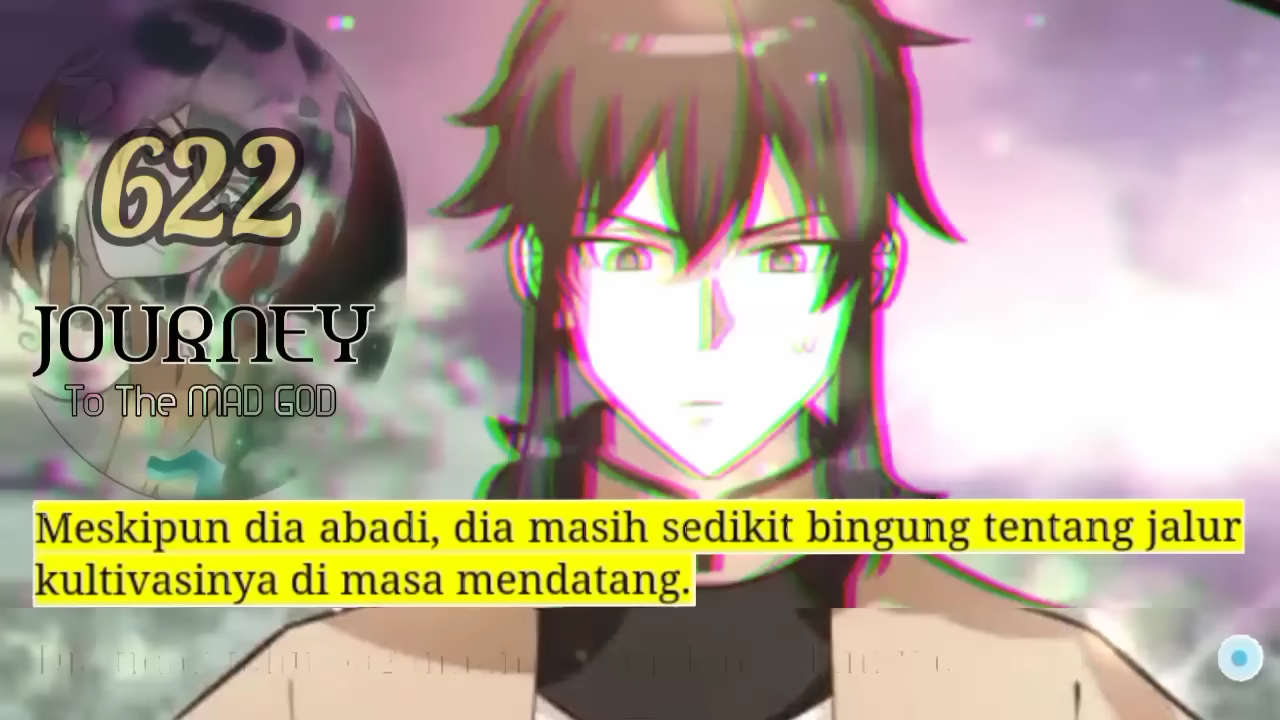 622
JOURNEY
To The MAD GOD
Meskipun dia abadi, dia masih sedikit bingung tentang jalur
kultivasinya di masa mendatang.